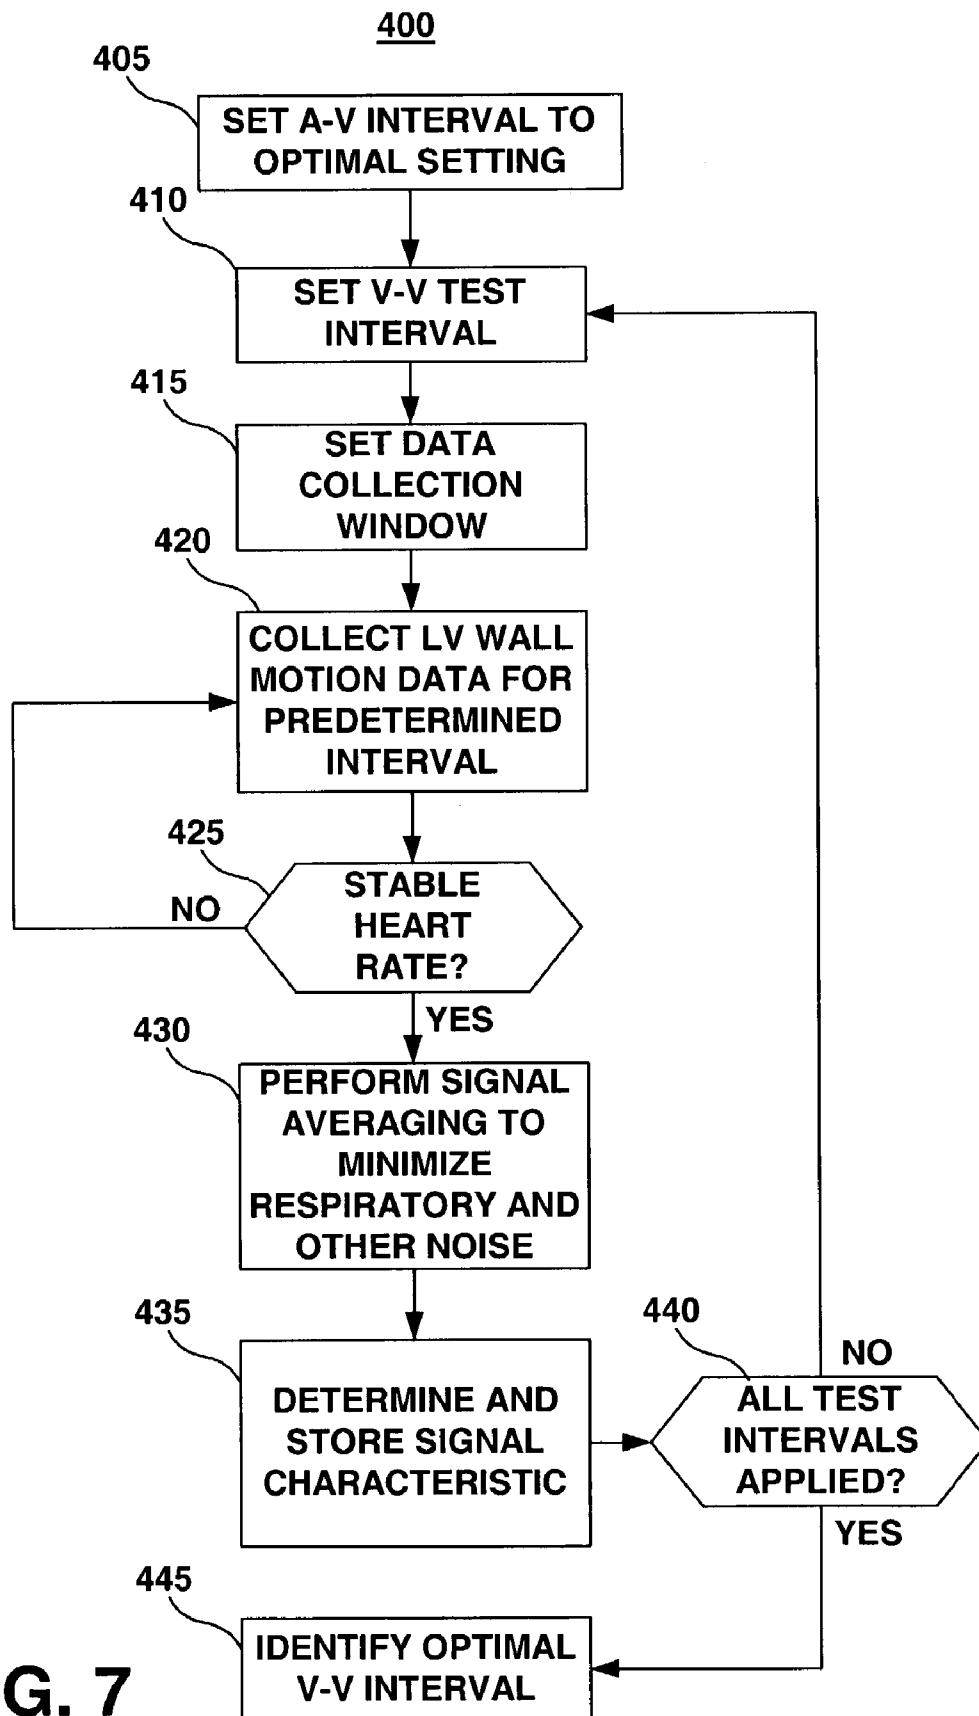 400
405
SET A-V INTERVAL TO
OPTIMAL SETTING
410
SET V-V TEST
INTERVAL
415
SET DATA
COLLECTION
WINDOW
420
COLLECT LV WALL
MOTION DATA FOR
PREDETERMINED
INTERVAL
425
STABLE
HEART
RATE?
NO
YES
430
PERFORM SIGNAL
AVERAGING TO
MINIMIZE
RESPIRATORY AND
OTHER NOISE
435
DETERMINE AND
STORE SIGNAL
CHARACTERISTIC
440
NO
ALL TEST
INTERVALS
APPLIED?
YES
445
IDENTIFY OPTIMAL
V-V INTERVAL
G. 7